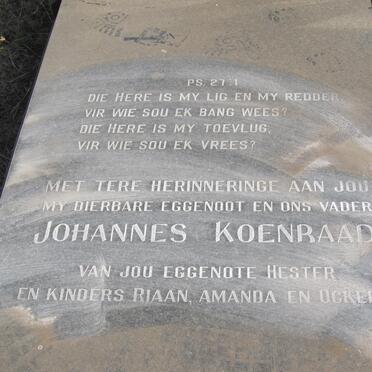 PS. 27:1
DIE HERE IS MY LIG EN MY REDDER,
VIR WIE SOU EK BANG WEES?
DIE HERE IS MY TOEVLUG,
VIR WIE SOU EK VREES?
MET TERE HERINNERINGE AAN JOU
MY DIERBARE EGGENOOT EN ONS VADER
JOHANNES KOENRAAD
VAN JOU EGGENOTE HESTER
EN KINDERS RIAAN, AMANDA EN OCKE